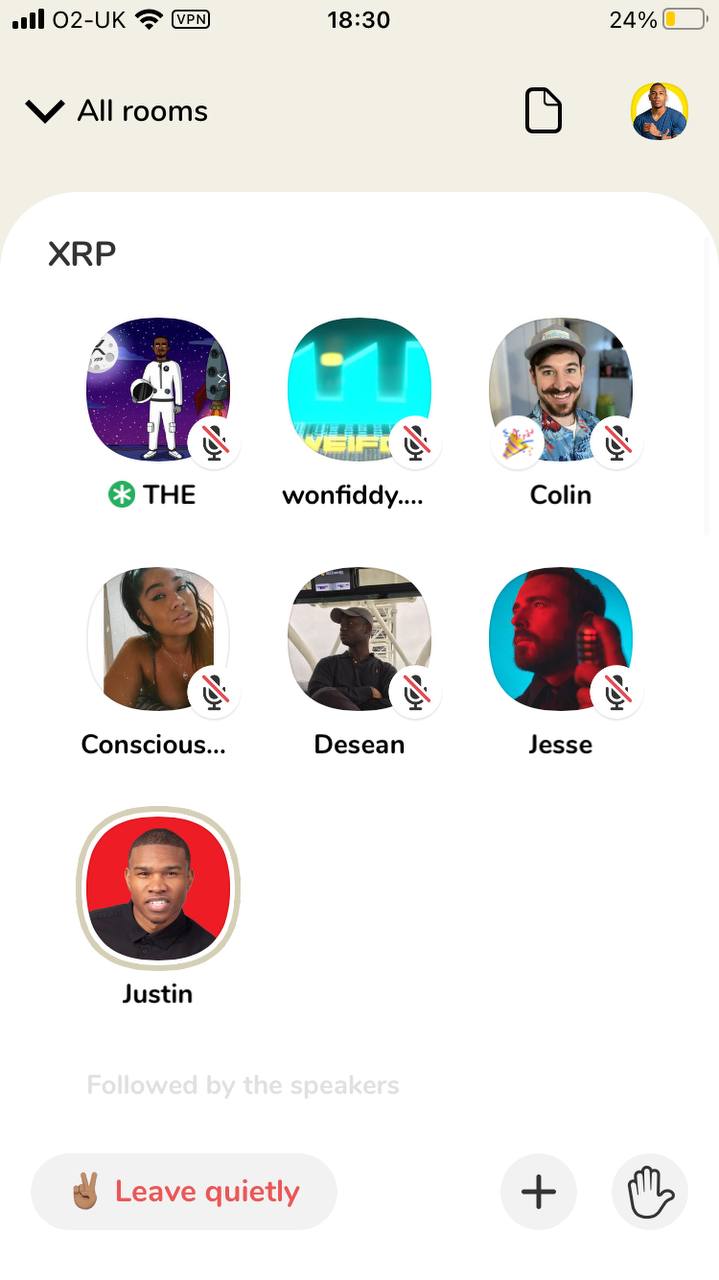 O2-UK VPN 18:30 24%
All rooms
XRP
THE wonfiddy.... Colin
Conscious... Desean Jesse
Justin
Followed by the speakers
✌🏽 Leave quietly